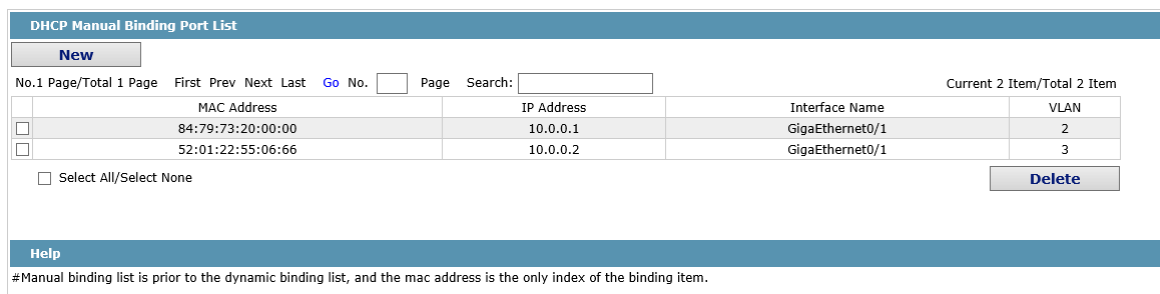 DHCP Manual Binding Port List
New
No.1 Page/Total 1 Page First Prev Next Last Go No. Page Search: Current 2 Item/Total 2 Item
MAC Address IP Address Interface Name VLAN
84:79:73:20:00:00 10.0.0.1 GigaEthernet0/1 2
52:01:22:55:06:66 10.0.0.2 GigaEthernet0/1 3
Select All/Select None Delete
Help
#Manual binding list is prior to the dynamic binding list, and the mac address is the only index of the binding item.